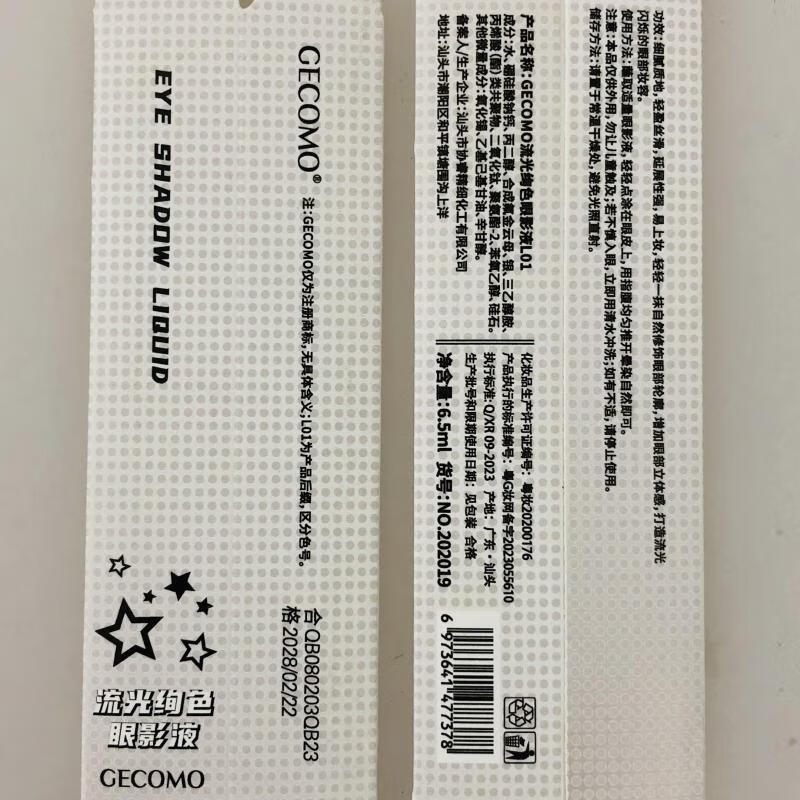 GECOMO®
注:GECOMO仅为注册商标,无具体含义;L01为产品后缀,区分色号。
EYE SHADOW LIQUID
合 QB080203QB23
格 2028/02/22
流光绚色
眼影液
GECOMO
功效:细腻质地,轻盈丝滑,延展性强,易上妆,轻轻一抹自然修饰眼部轮廓,增加眼部立体感,打造流光
闪烁的眼部妆容。
使用方法:蘸取适量眼影液,轻轻点涂在眼皮上,用指腹均匀推开晕染自然即可。
注意:本品仅供外用,勿让儿童触及;若不慎入眼,立即用清水冲洗;如有不适,请停止使用。
储存方法:请置于常温干燥处,避免光照直射。
产品名称:GECOMO流光绚色眼影液L01
成分:水、硼硅酸钠钙、丙二醇、合成氟金云母、银、三乙醇胺、
丙烯酸(酯)类共聚物、二氧化钛、聚氨酯-2、苯氧乙醇、硅石。
其他微量成分:氧化锡、乙基己基甘油、辛甘醇。
备案人/生产企业:汕头市协睿精细化工有限公司
地址:汕头市潮阳区和平镇塘围沟上洋
化妆品生产许可证编号:粤妆20200176
产品执行的标准编号:粤G妆网备字2023055610
执行标准:Q/XR 09-2023 产地:广东·汕头
生产批号和限期使用日期:见包装 合格
净含量:6.5ml 货号:NO.202019
6 973641 477378